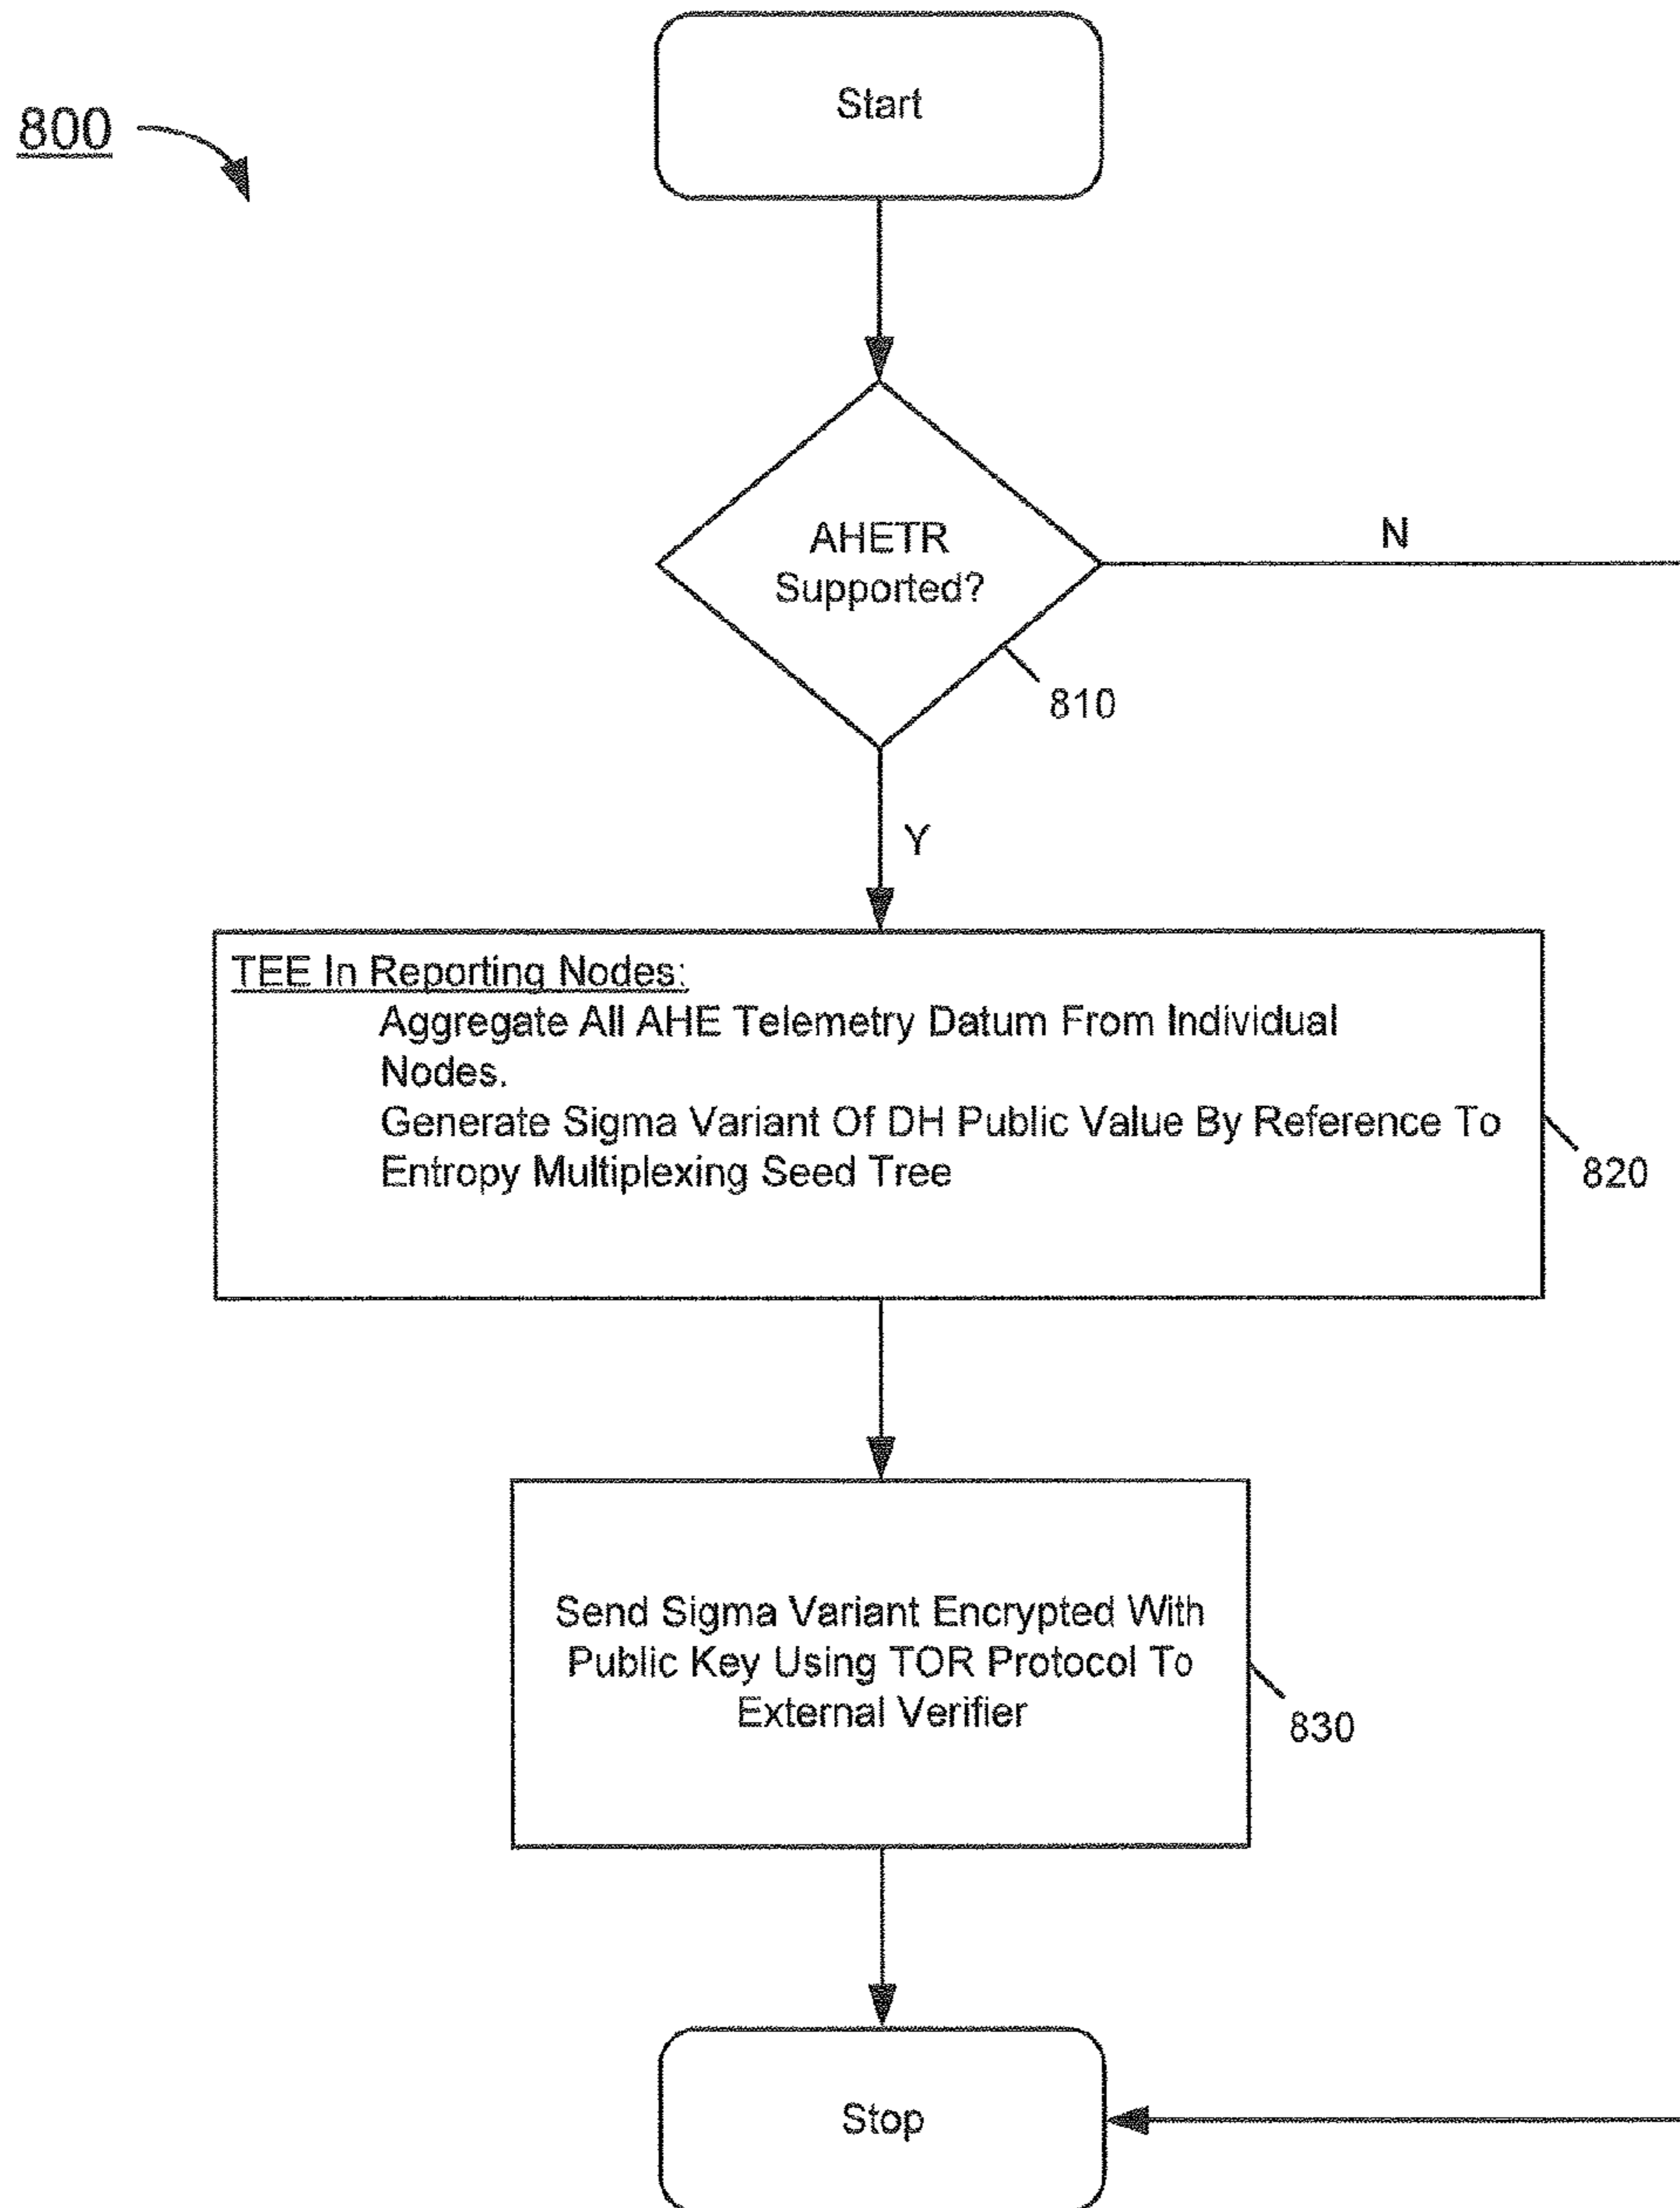 800
Start
AHETR
Supported?
N
810
Y
TEE In Reporting Nodes:
Aggregate All AHE Telemetry Datum From Individual
Nodes.
Generate Sigma Variant Of DH Public Value By Reference To
Entropy Multiplexing Seed Tree
820
Send Sigma Variant Encrypted With
Public Key Using TOR Protocol To
External Verifier
830
Stop